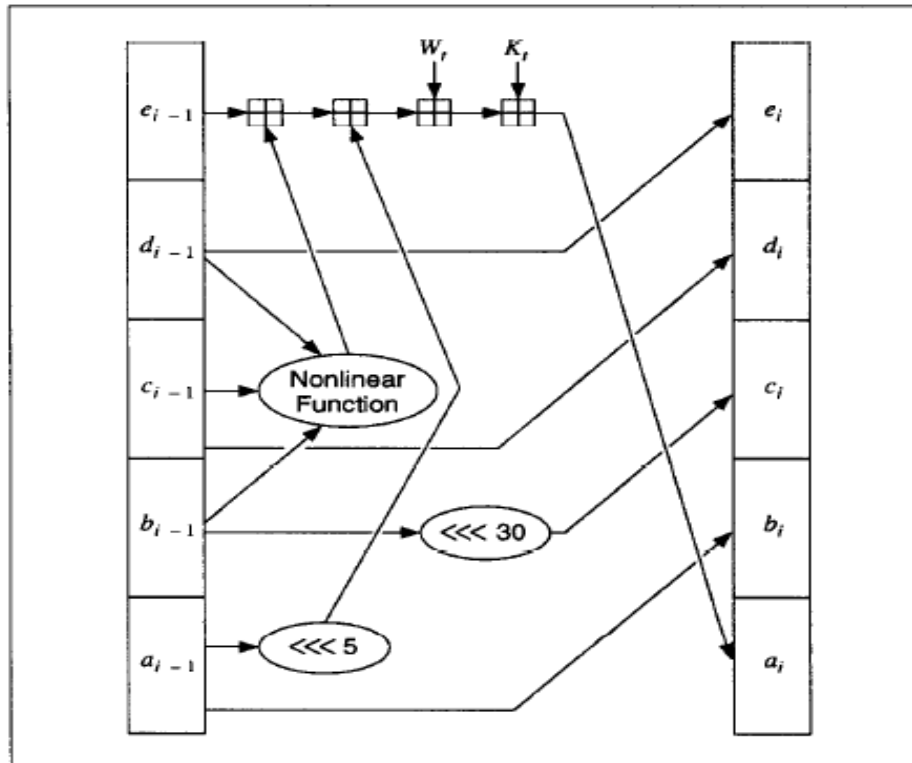 W_t K_t
e_{i-1}
e_i
d_{i-1}
d_i
c_{i-1}
Nonlinear
Function
c_i
b_{i-1}
<<< 30
b_i
a_{i-1}
<<< 5
a_i